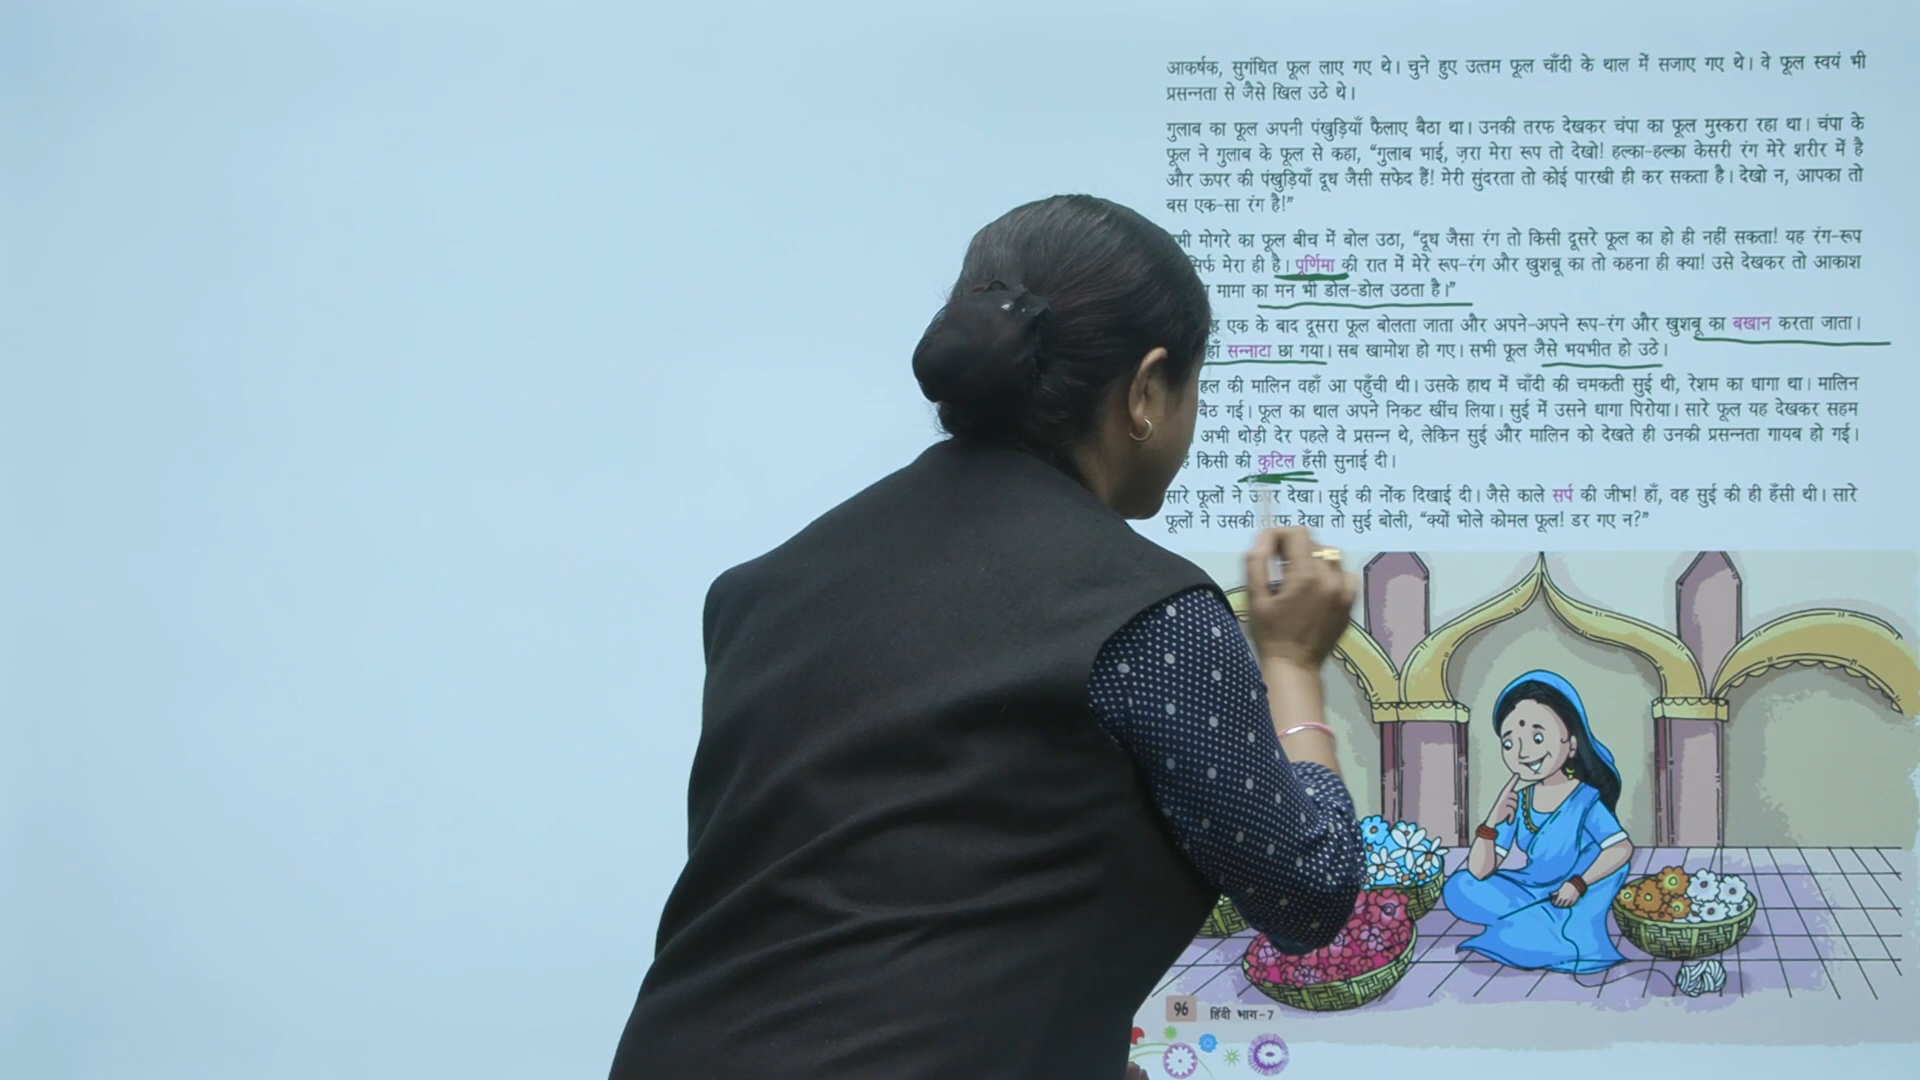 आकर्षक, सुगंधित फूल लाए गए थे। चुने हुए उत्तम फूल चाँदी के थाल में सजाए गए थे। वे फूल स्वयं भी
प्रसन्नता से जैसे खिल उठे थे।
गुलाब का फूल अपनी पंखुड़ियाँ फैलाए बैठा था। उनकी तरफ देखकर चंपा का फूल मुस्करा रहा था। चंपा के
फूल ने गुलाब के फूल से कहा, “गुलाब भाई, ज़रा मेरा रूप तो देखो! हल्का-हल्का केसरी रंग मेरे शरीर में है
और ऊपर की पंखुड़ियाँ दूध जैसी सफेद हैं! मेरी सुंदरता तो कोई पारखी ही कर सकता है। देखो न, आपका तो
बस एक-सा रंग है!”
मोगरे का फूल बीच में बोल उठा, “दूध जैसा रंग तो किसी दूसरे फूल का हो ही नहीं सकता! यह रंग-रूप
मेरा ही है। पूर्णिमा की रात में मेरे रूप-रंग और खुशबू का तो कहना ही क्या! उसे देखकर तो आकाश
मामा का मन भी डोल-डोल उठता है।”
एक के बाद दूसरा फूल बोलता जाता और अपने-अपने रूप-रंग और खुशबू का बखान करता जाता।
सन्नाटा छा गया। सब खामोश हो गए। सभी फूल जैसे भयभीत हो उठे।
की मालिन वहाँ आ पहुँची थी। उसके हाथ में चाँदी की चमकती सुई थी, रेशम का धागा था। मालिन
बैठ गई। फूल का थाल अपने निकट खींच लिया। सुई में उसने धागा पिरोया। सारे फूल यह देखकर सहम
अभी थोड़ी देर पहले वे प्रसन्न थे, लेकिन सुई और मालिन को देखते ही उनकी प्रसन्नता गायब हो गई।
किसी की कुटिल हँसी सुनाई दी।
सारे फूलों ने ऊपर देखा। सुई की नोंक दिखाई दी। जैसे काले सर्प की जीभ! हाँ, वह सुई की ही हँसी थी। सारे
फूलों ने उसकी तरफ देखा तो सुई बोली, “क्यों भोले कोमल फूल! डर गए न?”
96 हिंदी भाग-7